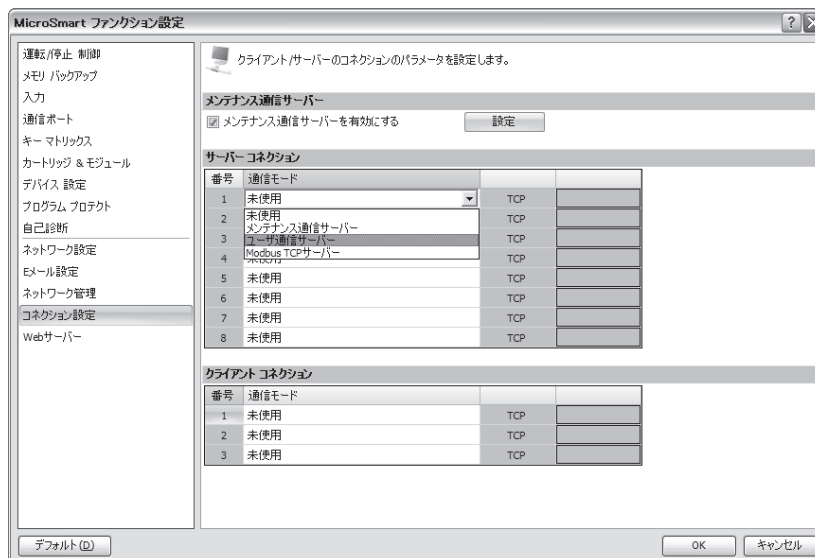 MicroSmart ファンクション設定
運転/停止 制御
メモリ バックアップ
入力
通信ポート
キー マトリックス
カートリッジ & モジュール
デバイス 設定
プログラム プロテクト
自己診断
ネットワーク設定
Eメール設定
ネットワーク管理
コネクション設定
Webサーバー
クライアント/サーバーのコネクションのパラメータを設定します。
メンテナンス通信サーバー
メンテナンス通信サーバーを有効にする 設定
サーバー コネクション
番号 通信モード
1 未使用 TCP
2 未使用 TCP
メンテナンス通信サーバー
3 ユーザ通信サーバー TCP
Modbus TCPサーバー
4 未使用 TCP
5 未使用 TCP
6 未使用 TCP
7 未使用 TCP
8 未使用 TCP
クライアント コネクション
番号 通信モード
1 未使用 TCP
2 未使用 TCP
3 未使用 TCP
デフォルト(D) OK キャンセル